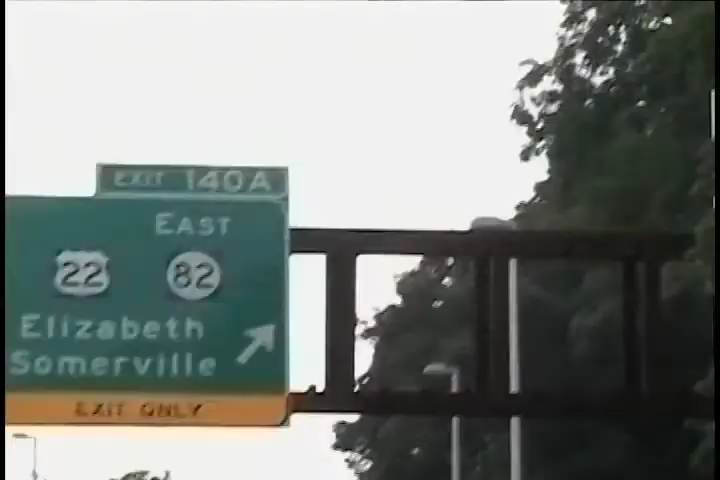 EXIT 140A
EAST
22 82
Elizabeth
Somerville
EXIT ONLY